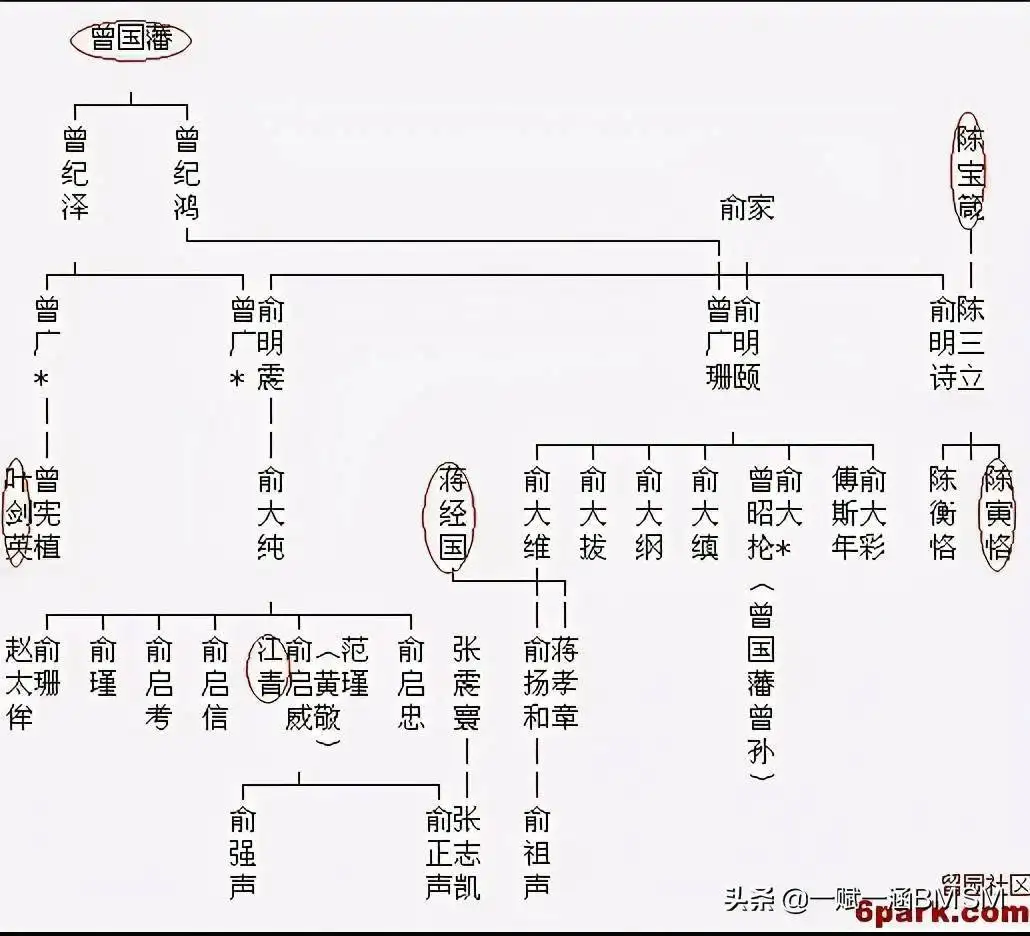 曾国藩
曾纪泽
曾纪鸿
俞家
陈宝箴
曾广*
曾广*
俞明震
曾广珊
俞明颐
俞明诗
陈三立
叶剑英
曾宪植
俞大纯
蒋经国
俞大维
俞大拔
俞大纲
俞大缜
曾昭抡（曾国藩曾孙）
俞大*
傅斯年
俞大彩
陈衡恪
陈寅恪
赵太侔
俞珊
俞瑾
俞启考
俞启信
江青
俞启威（黄敬）
范瑾
俞启忠
张震寰
俞扬和
蒋孝章
俞强声
俞正声
张志凯
俞祖声
留园社区
头条 @一赋一涵BMSM
6park.com